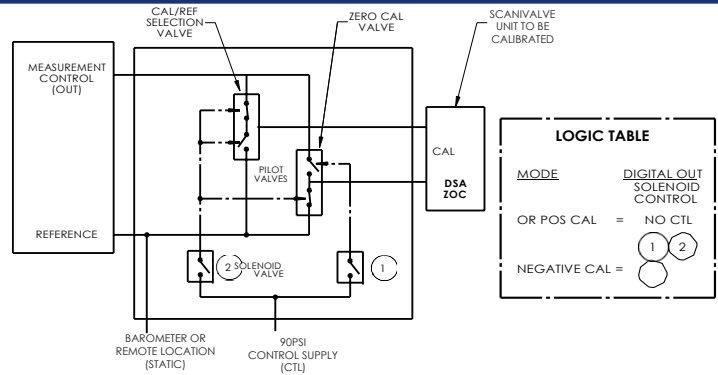 CAL/REF
SELECTION
VALVE
ZERO CAL
VALVE
SCANIVALVE
UNIT TO BE
CALIBRATED
MEASUREMENT
CONTROL
(OUT)
REFERENCE
PILOT
VALVES
2 SOLENOID
VALVE
1
CAL
DSA
ZOC
BAROMETER OR
REMOTE LOCATION
(STATIC)
90PSI
CONTROL SUPPLY
(CTL)
LOGIC TABLE
MODE DIGITAL OUT
SOLENOID
CONTROL
OR POS CAL = NO CTL
1 2
NEGATIVE CAL =